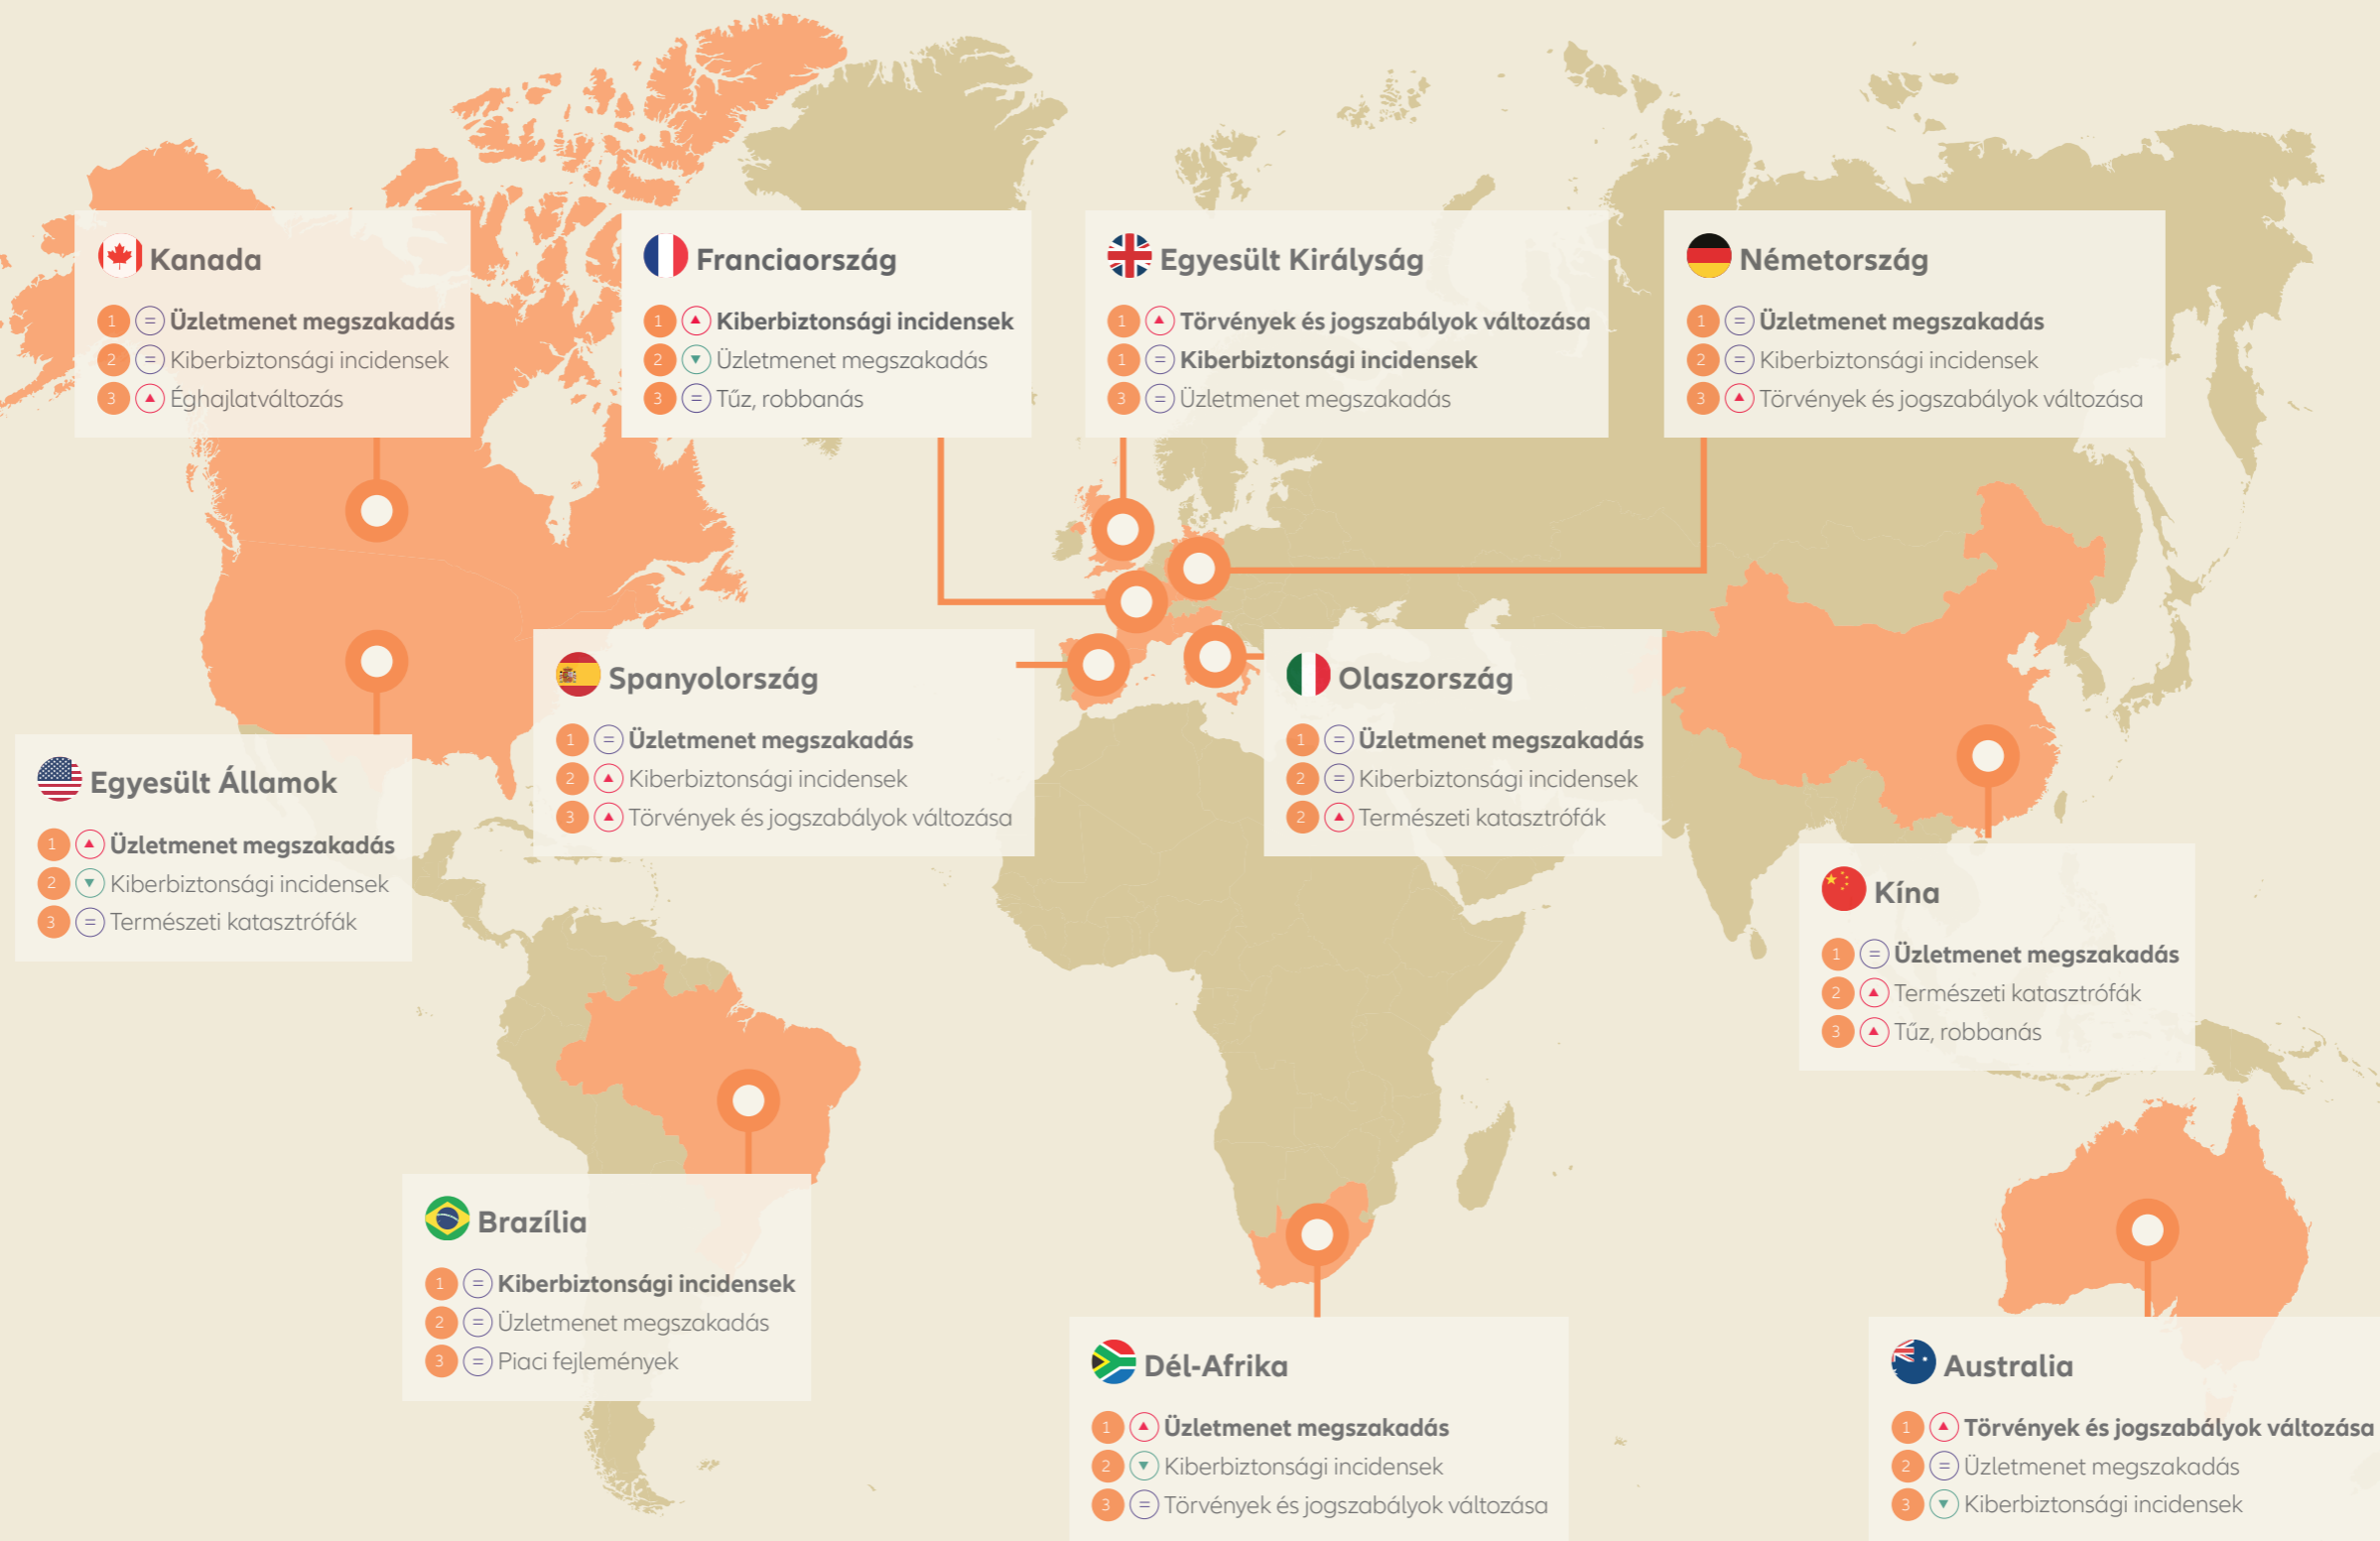 Kanada
1 = Üzletmenet megszakadás
2 = Kiberbiztonsági incidensek
3 ▲ Éghajlatváltozás
Franciaország
1 ▲ Kiberbiztonsági incidensek
2 ▼ Üzletmenet megszakadás
3 = Tűz, robbanás
Egyesült Királyság
1 ▲ Törvények és jogszabályok változása
1 = Kiberbiztonsági incidensek
3 = Üzletmenet megszakadás
Németország
1 = Üzletmenet megszakadás
2 = Kiberbiztonsági incidensek
3 ▲ Törvények és jogszabályok változása
Spanyolország
1 = Üzletmenet megszakadás
2 ▲ Kiberbiztonsági incidensek
3 ▲ Törvények és jogszabályok változása
Olaszország
1 = Üzletmenet megszakadás
2 = Kiberbiztonsági incidensek
2 ▲ Természeti katasztrófák
Egyesült Államok
1 ▲ Üzletmenet megszakadás
2 ▼ Kiberbiztonsági incidensek
3 = Természeti katasztrófák
Kína
1 = Üzletmenet megszakadás
2 ▲ Természeti katasztrófák
3 ▲ Tűz, robbanás
Brazília
1 = Kiberbiztonsági incidensek
2 = Üzletmenet megszakadás
3 = Piaci fejlemények
Dél-Afrika
1 ▲ Üzletmenet megszakadás
2 ▼ Kiberbiztonsági incidensek
3 = Törvények és jogszabályok változása
Australia
1 ▲ Törvények és jogszabályok változása
2 = Üzletmenet megszakadás
3 ▼ Kiberbiztonsági incidensek